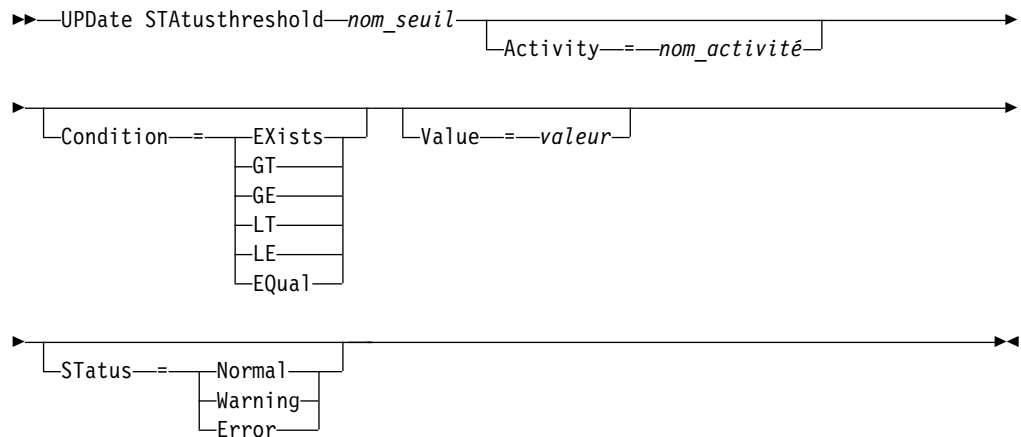 UPDate STAtusthreshold nom_seuil
Activity = nom_activité
Condition = EXists Value = valeur
GT
GE
LT
LE
EQual
STatus = Normal
Warning
Error